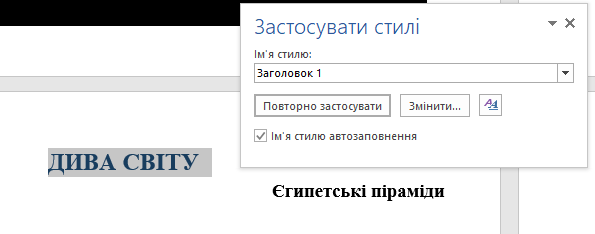 Застосувати стилі
Ім'я стилю:
Заголовок 1
Повторно застосувати
Змінити...
Ім'я стилю автозаповнення
ДИВА СВІТУ
Єгипетські піраміди